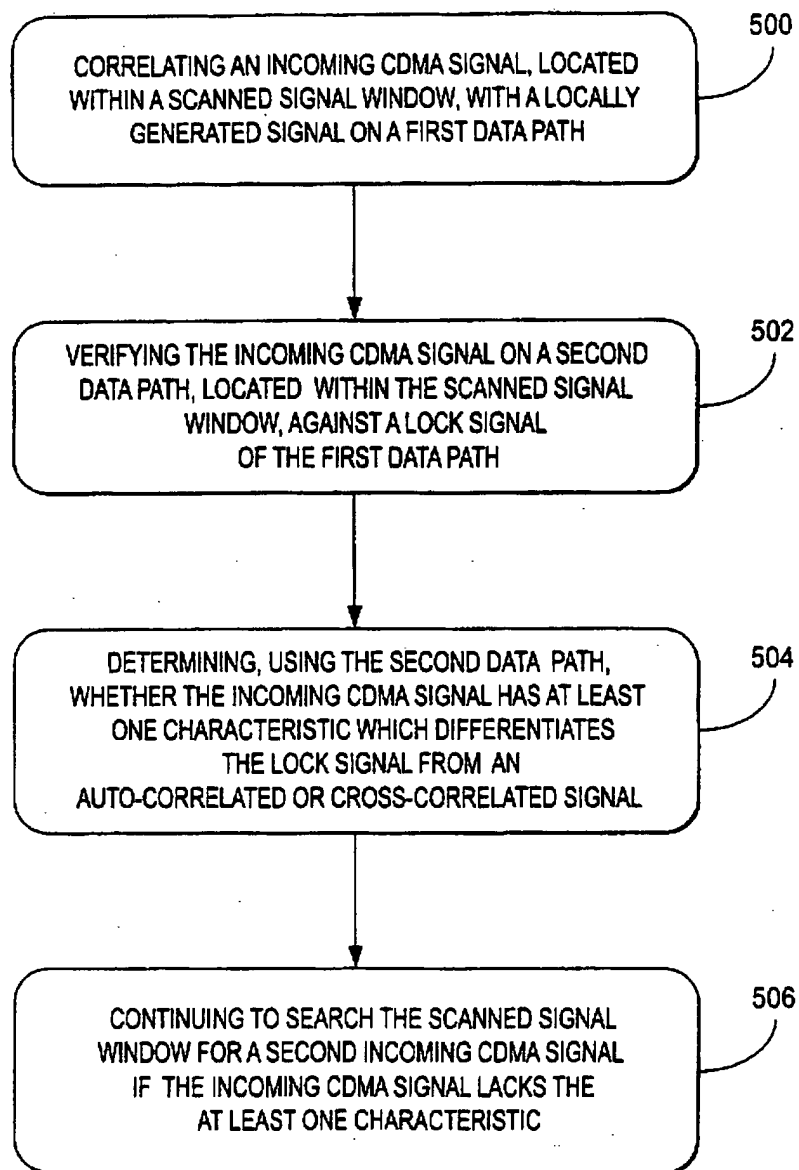 500
CORRELATING AN INCOMING CDMA SIGNAL, LOCATED
WITHIN A SCANNED SIGNAL WINDOW, WITH A LOCALLY
GENERATED SIGNAL ON A FIRST DATA PATH
502
VERIFYING THE INCOMING CDMA SIGNAL ON A SECOND
DATA PATH, LOCATED WITHIN THE SCANNED SIGNAL
WINDOW, AGAINST A LOCK SIGNAL
OF THE FIRST DATA PATH
504
DETERMINING, USING THE SECOND DATA PATH,
WHETHER THE INCOMING CDMA SIGNAL HAS AT LEAST
ONE CHARACTERISTIC WHICH DIFFERENTIATES
THE LOCK SIGNAL FROM AN
AUTO-CORRELATED OR CROSS-CORRELATED SIGNAL
506
CONTINUING TO SEARCH THE SCANNED SIGNAL
WINDOW FOR A SECOND INCOMING CDMA SIGNAL
IF THE INCOMING CDMA SIGNAL LACKS THE
AT LEAST ONE CHARACTERISTIC.